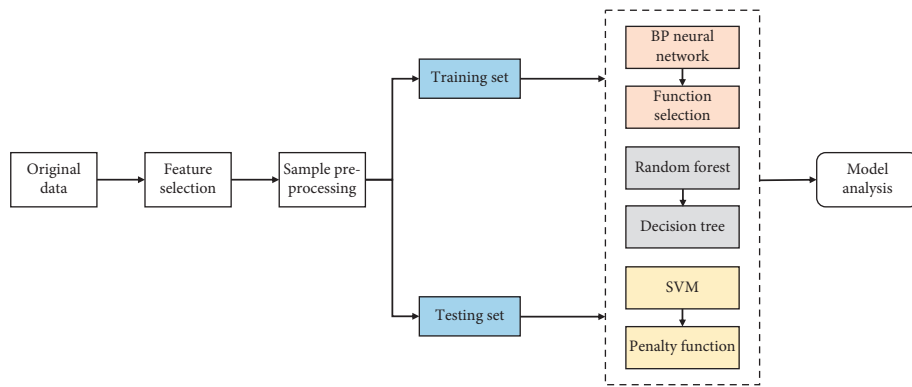 Original
data
Feature
selection
Sample pre-
processing
Training set
Testing set
BP neural
network
Function
selection
Random forest
Decision tree
SVM
Penalty function
Model
analysis